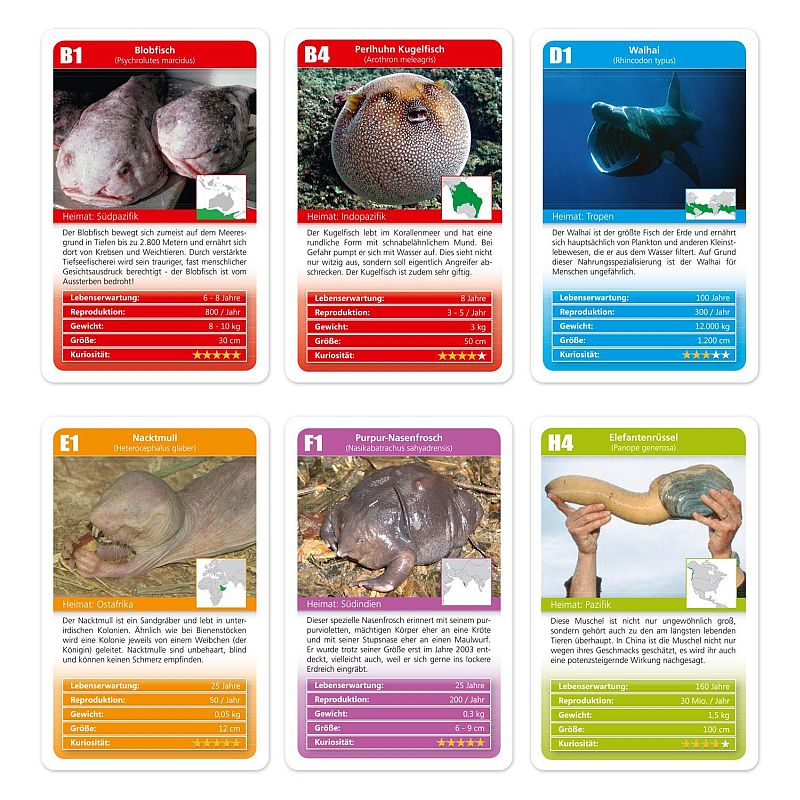 B1
Blobfisch
(Psychrolutes marcidus)
Heimat: Südpazifik
Der Blobfisch bewegt sich zumeist auf dem Meeres-
grund in Tiefen bis zu 2.800 Metern und ernährt sich
dort von Krebsen und Weichtieren. Durch verstärkte
Tiefseefischerei wird sein trauriger, fast menschlicher
Gesichtsausdruck berechtigt - der Blobfisch ist vom
Aussterben bedroht!
Lebenserwartung: 6 - 8 Jahre
Reproduktion: 800 / Jahr
Gewicht: 8 - 10 kg
Größe: 30 cm
Kuriosität:
B4
Perlhuhn Kugelfisch
(Arothron meleagris)
Heimat: Indopazifik
Der Kugelfisch lebt im Korallenmeer und hat eine
rundliche Form mit schnabelähnlichem Mund. Bei
Gefahr pumpt er sich mit Wasser auf. Dies sieht nicht
nur witzig aus, sondern soll eigentlich Angreifer ab-
schrecken. Der Kugelfisch ist zudem sehr giftig.
Lebenserwartung: 8 Jahre
Reproduktion: 3 - 5 / Jahr
Gewicht: 3 kg
Größe: 50 cm
Kuriosität:
D1
Walhai
(Rhincodon typus)
Heimat: Tropen
Der Walhai ist der größte Fisch der Erde und ernährt
sich hauptsächlich von Plankton und anderen Kleinst-
lebewesen, die er aus dem Wasser filtert. Auf Grund
dieser Nahrungsspezialisierung ist der Walhai für
Menschen ungefährlich.
Lebenserwartung: 100 Jahre
Reproduktion: 300 / Jahr
Gewicht: 12.000 kg
Größe: 1.200 cm
Kuriosität:
E1
Nacktmull
(Heterocephalus glaber)
Heimat: Ostafrika
Der Nacktmull ist ein Sandgräber und lebt in unter-
irdischen Kolonien. Ähnlich wie bei Bienenstöcken
wird eine Kolonie jeweils von einem Weibchen (der
Königin) geleitet. Nacktmulle sind unbehaart, blind
und können keinen Schmerz empfinden.
Lebenserwartung: 25 Jahre
Reproduktion: 50 / Jahr
Gewicht: 0,05 kg
Größe: 12 cm
Kuriosität:
F1
Purpur-Nasenfrosch
(Nasikabatrachus sahyadrensis)
Heimat: Südindien
Dieser spezielle Nasenfrosch erinnert mit seinem pur-
purvioletten, mächtigen Körper eher an eine Kröte
und mit seiner Stupsnase eher an einen Maulwurf.
Er wurde trotz seiner Größe erst im Jahre 2003 ent-
deckt, vielleicht auch, weil er sich gerne ins lockere
Erdreich eingräbt.
Lebenserwartung: 25 Jahre
Reproduktion: 200 / Jahr
Gewicht: 0,3 kg
Größe: 6 - 9 cm
Kuriosität:
H4
Elefantenrüssel
(Panope generosa)
Heimat: Pazifik
Diese Muschel ist nicht nur ungewöhnlich groß,
sondern gehört auch zu den am längsten lebenden
Tieren überhaupt. In China ist die Muschel nicht nur
wegen ihres Geschmacks geschätzt, es wird ihr auch
eine potenzsteigernde Wirkung nachgesagt.
Lebenserwartung: 160 Jahre
Reproduktion: 30 Mio. / Jahr
Gewicht: 1,5 kg
Größe: 100 cm
Kuriosität: